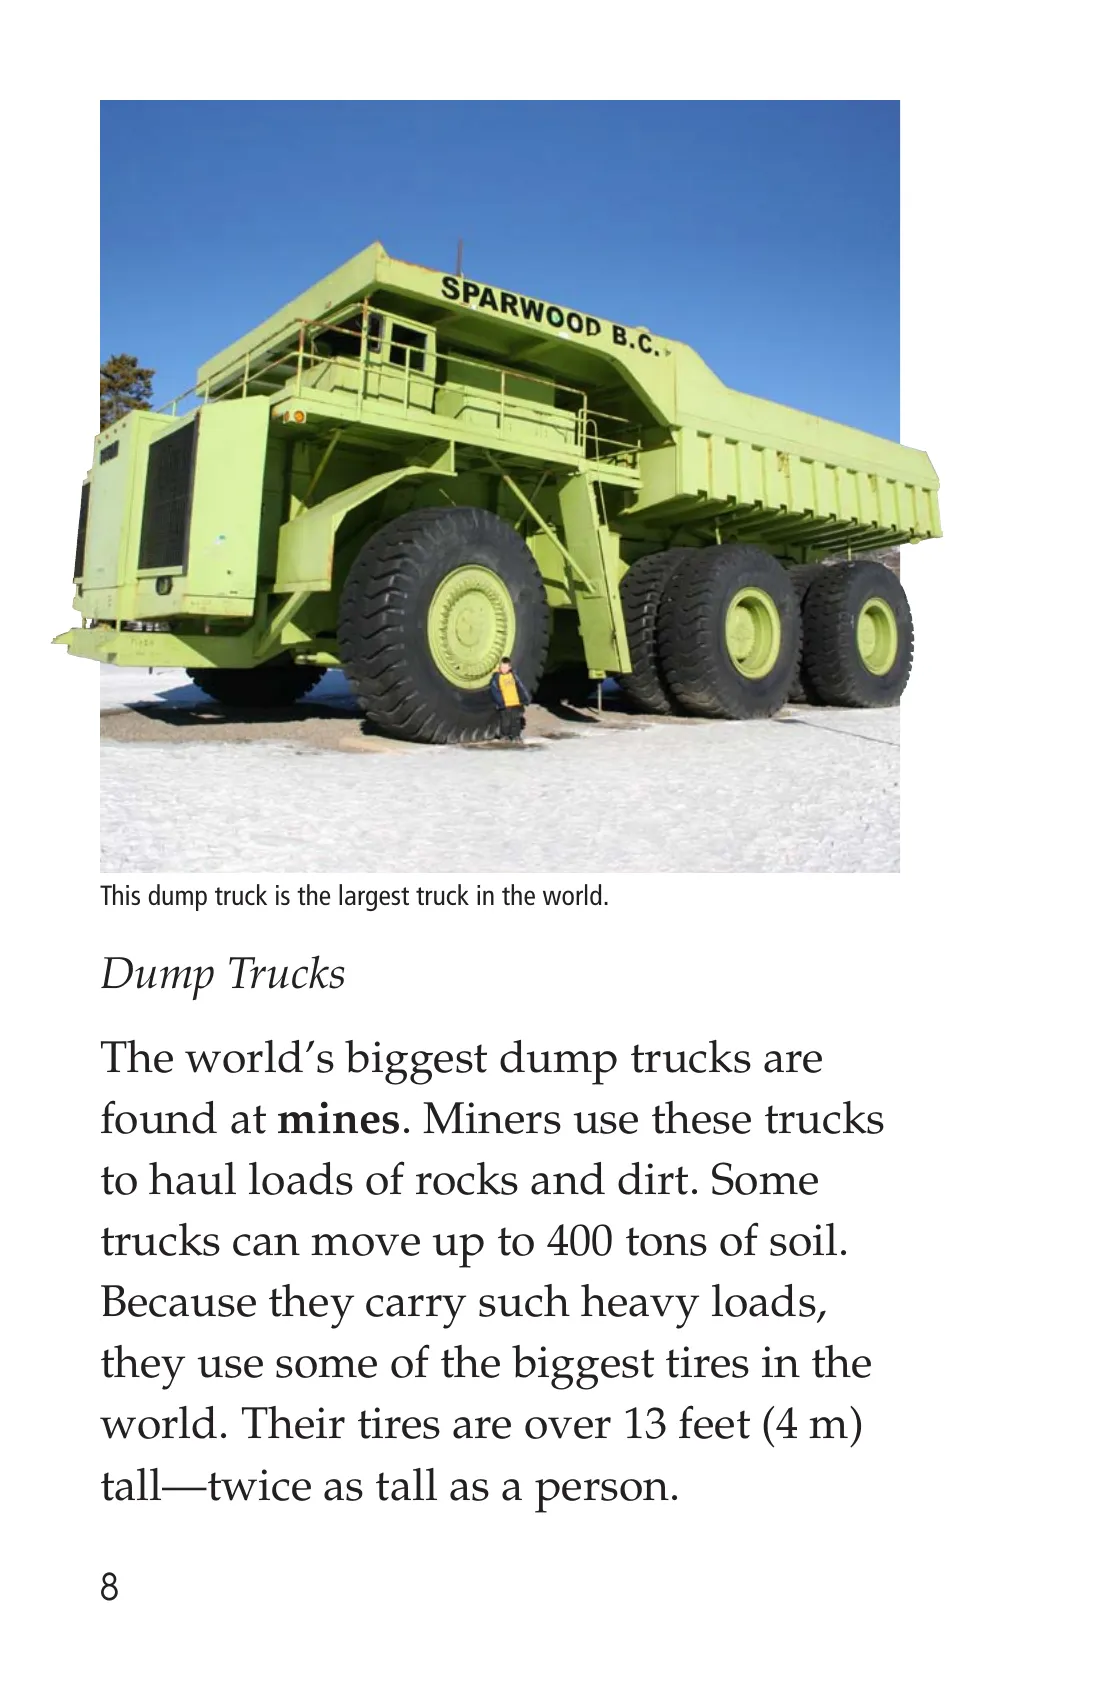 SPARWOOD B.C.
This dump truck is the largest truck in the world.
Dump Trucks
The world’s biggest dump trucks are
found at mines. Miners use these trucks
to haul loads of rocks and dirt. Some
trucks can move up to 400 tons of soil.
Because they carry such heavy loads,
they use some of the biggest tires in the
world. Their tires are over 13 feet (4 m)
tall—twice as tall as a person.
8